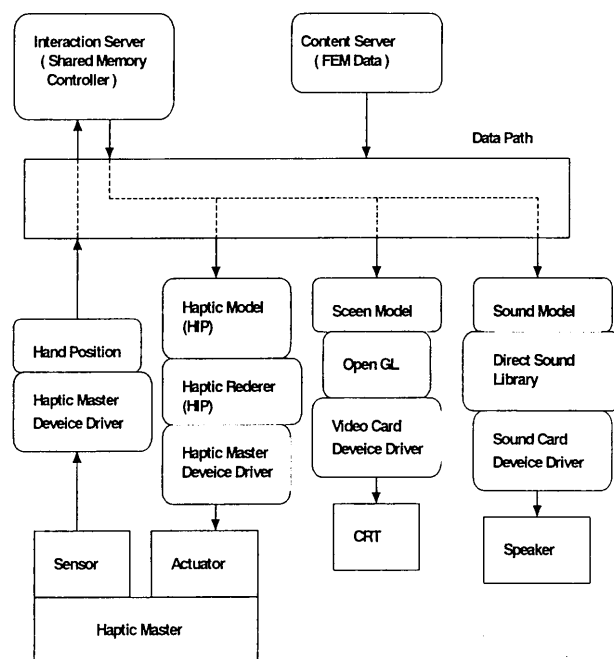 Interaction Server
( Shared Memory
Controller )
Content Server
( FEM Data )
Data Path
Hand Position
Haptic Master
Deveice Driver
Haptic Model
(HIP)
Haptic Rederer
(HIP)
Haptic Master
Deveice Driver
Sceen Model
Open GL
Video Card
Deveice Driver
Sound Model
Direct Sound
Library
Sound Card
Deveice Driver
Sensor
Actuator
CRT
Speaker
Haptic Master